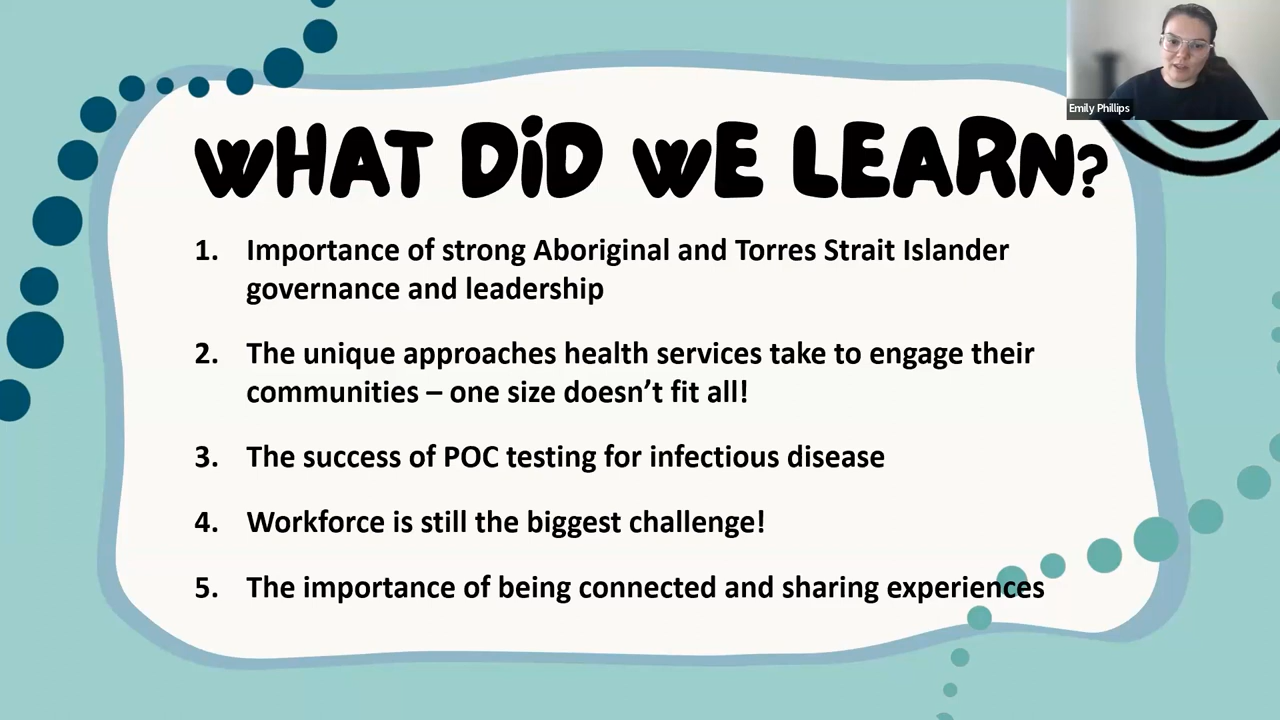 Emily Phillips
WHAT DiD WE LEARN?
1. Importance of strong Aboriginal and Torres Strait Islander
governance and leadership
2. The unique approaches health services take to engage their
communities – one size doesn’t fit all!
3. The success of POC testing for infectious disease
4. Workforce is still the biggest challenge!
5. The importance of being connected and sharing experiences